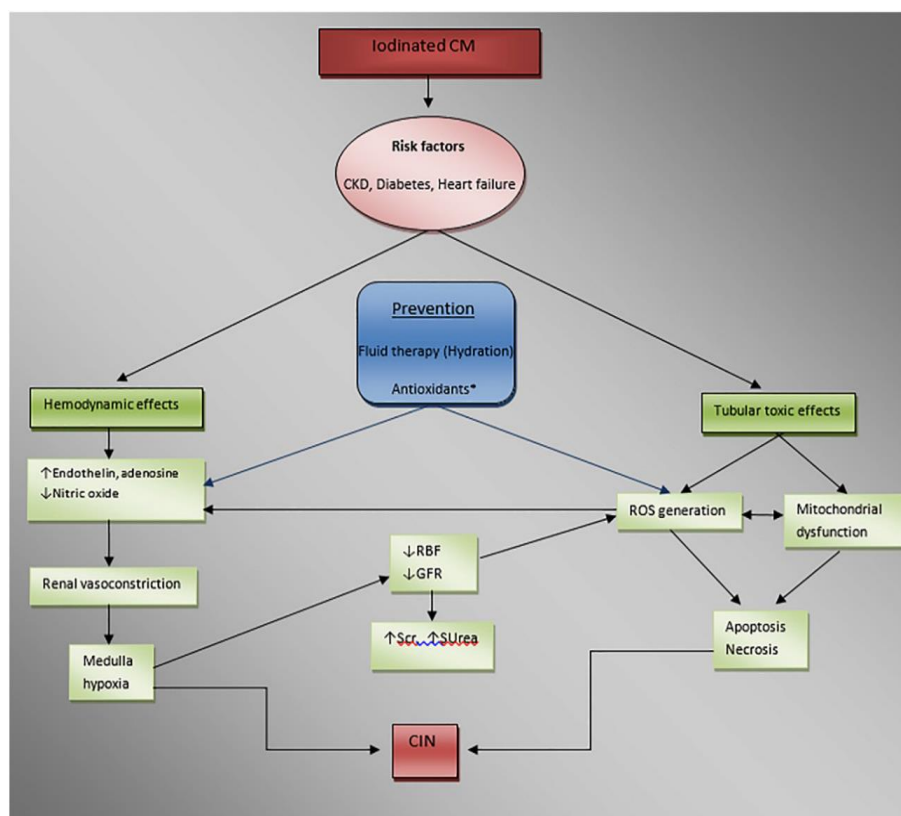 Iodinated CM
Risk factors
CKD, Diabetes, Heart failure
Prevention
Fluid therapy (Hydration)
Antioxidants*
Hemodynamic effects
Tubular toxic effects
↑Endothelin, adenosine
↓Nitric oxide
ROS generation
Mitochondrial
dysfunction
Renal vasoconstriction
↓RBF
↓GFR
↑Scr, ↑SUrea
Medulla
hypoxia
Apoptosis
Necrosis
CIN